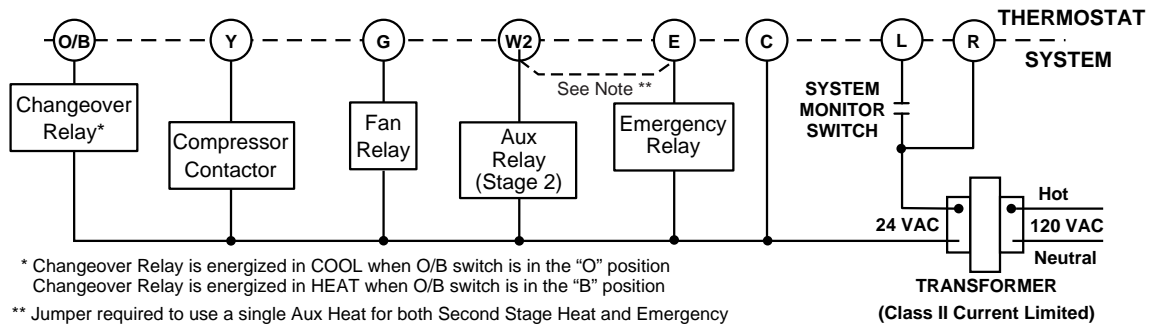 THERMOSTAT
O/B Y G W2 E C L R
SYSTEM
See Note **
SYSTEM
MONITOR
SWITCH
Changeover
Relay*
Compressor
Contactor
Fan
Relay
Aux
Relay
(Stage 2)
Emergency
Relay
Hot
24 VAC 120 VAC
Neutral
TRANSFORMER
(Class II Current Limited)
* Changeover Relay is energized in COOL when O/B switch is in the “O” position
Changeover Relay is energized in HEAT when O/B switch is in the “B” position
** Jumper required to use a single Aux Heat for both Second Stage Heat and Emergency